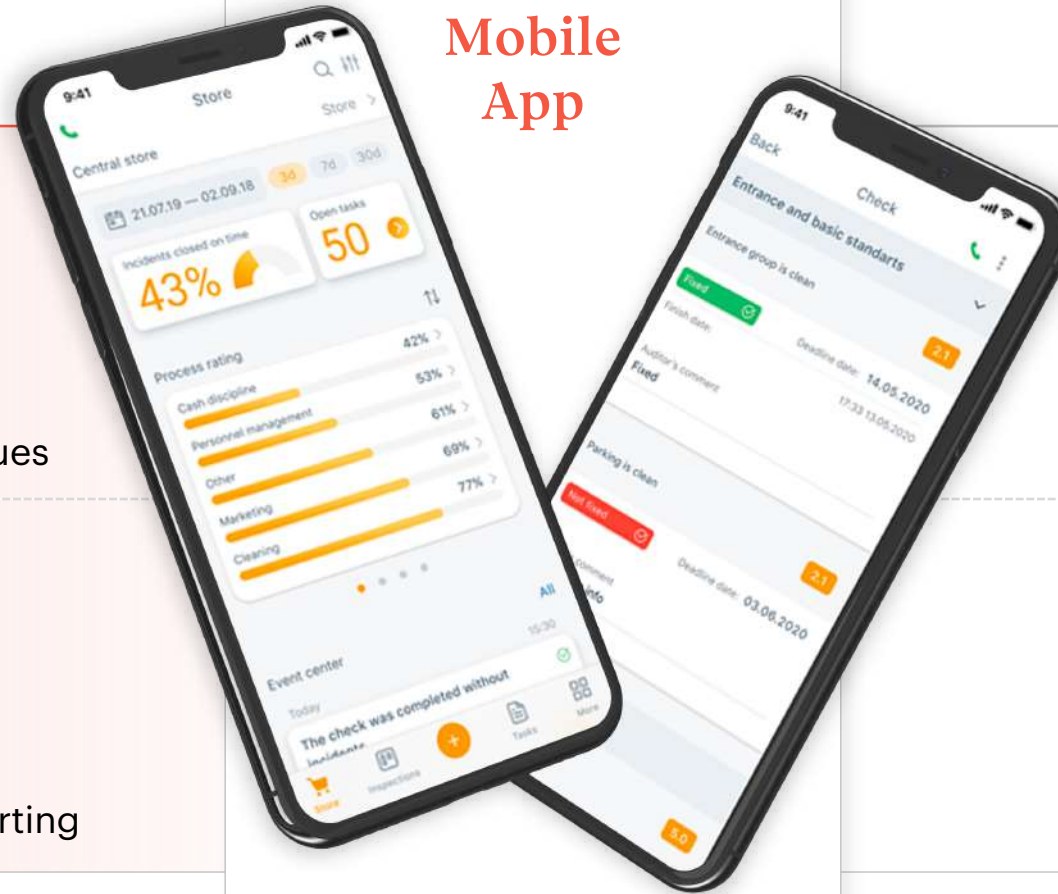 Mobile
App
ues
rting
9:41
Store
Store >
Central store
21.07.19 — 02.09.18 3d 7d 30d
Incidents closed on time
43%
Open tasks
50
Process rating
42% >
Cash discipline
53% >
Personnel management
61% >
Other
69% >
Marketing
77% >
Cleaning
All
Event center
15:30
Today
The check was completed without
incidents
Store Inspections + Tasks More
9:41
Back
Check
Entrance and basic standarts
Entrance group is clean
2.1
Fixed
Finish date:
Deadline date: 14.05.2020
Auditor's comment
17:33 13.05.2020
Fixed
Parking is clean
2.1
Not fixed
Deadline date: 03.06.2020
comment
info
5.0